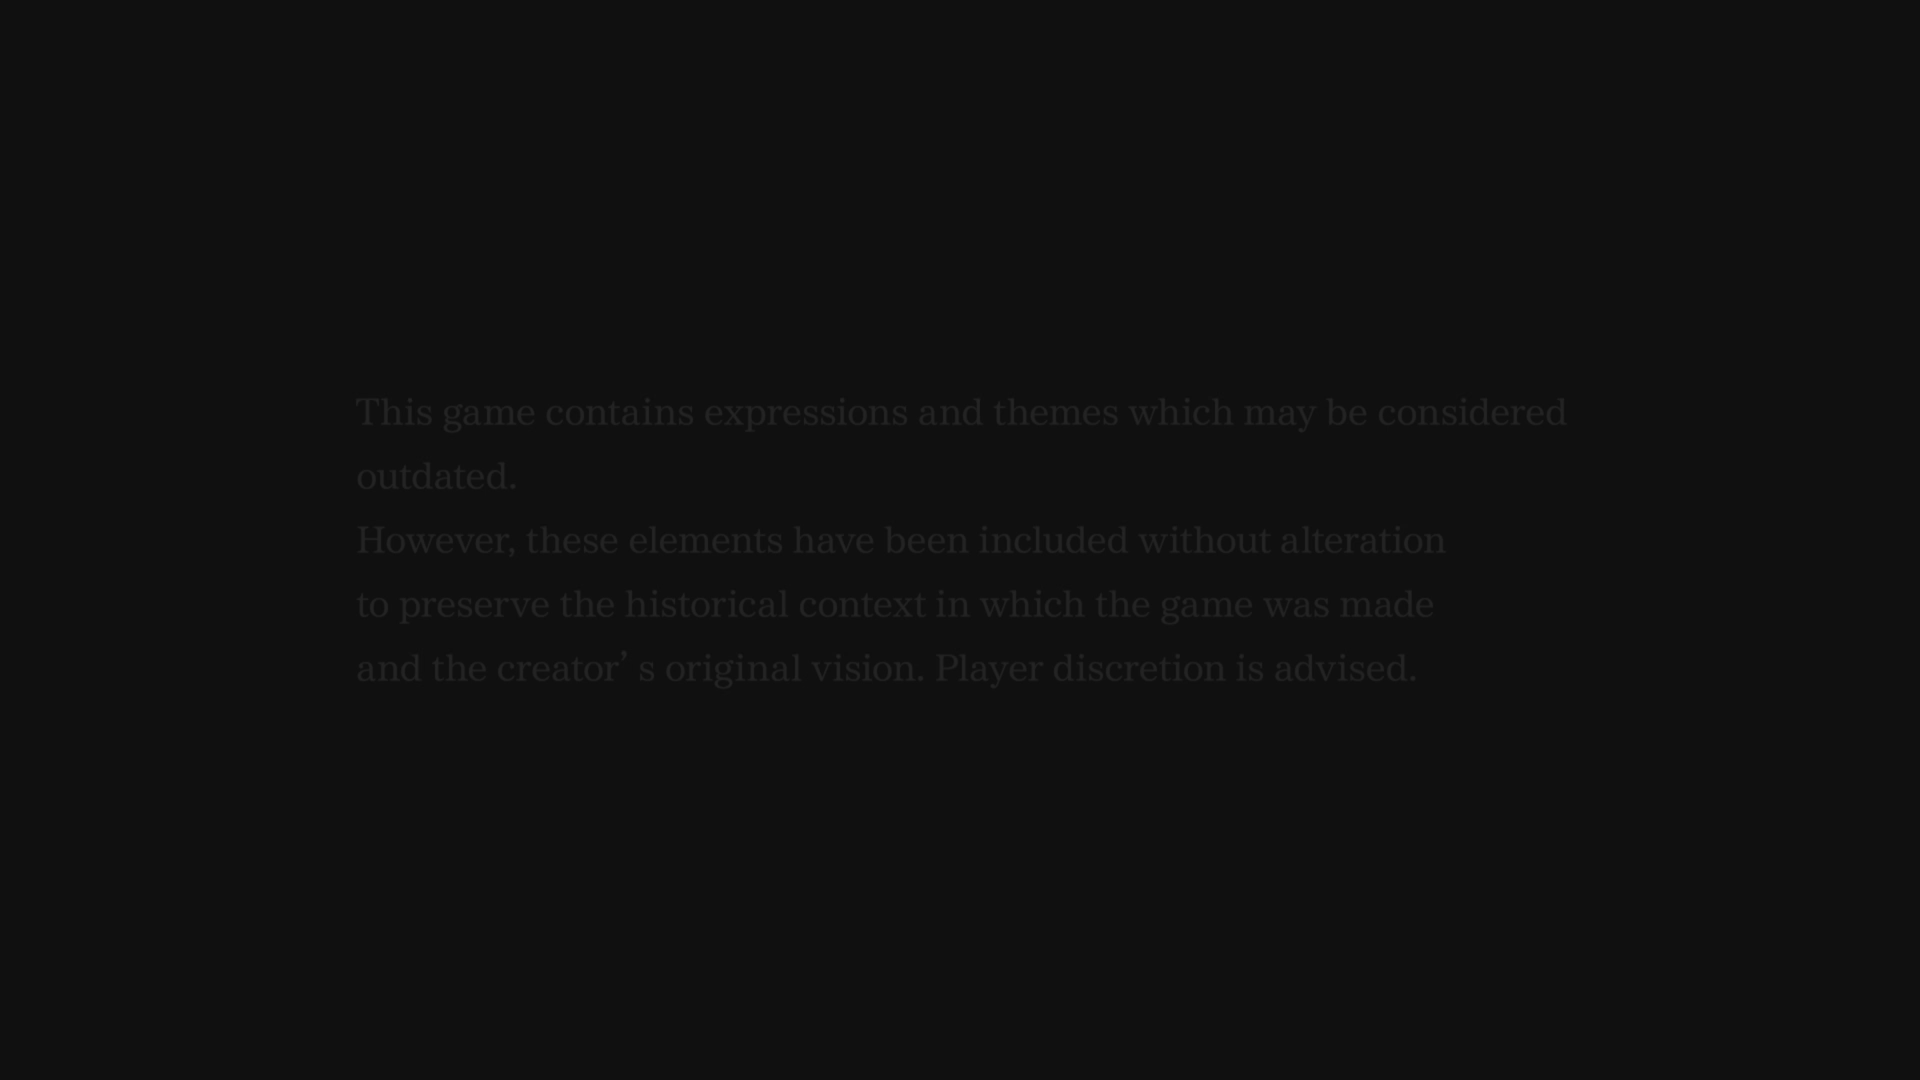 This game contains expressions and themes which may be considered
outdated.
However, these elements have been included without alteration
to preserve the historical context in which the game was made
and the creator’ s original vision. Player discretion is advised.